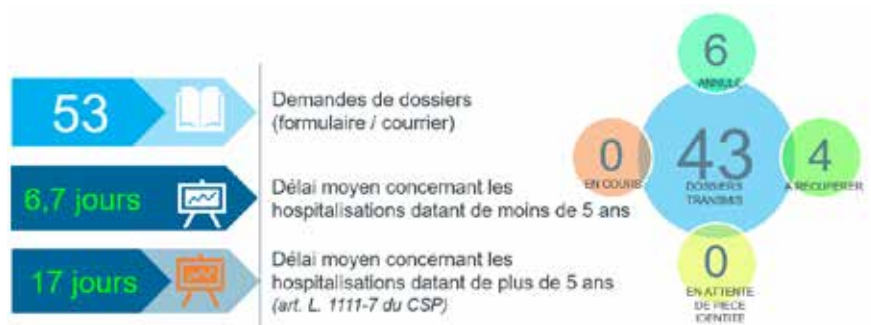 53
Demandes de dossiers
(formulaire / courrier)
6,7 jours
Délai moyen concernant les
hospitalisations datant de moins de 5 ans
17 jours
Délai moyen concernant les
hospitalisations datant de plus de 5 ans
(art. L. 1111-7 du CSP)
6
ANNULÉ
0
EN COURS
43
DOSSIERS
TRANSMIS
4
A RECUPERER
0
EN ATTENTE
DE PIECE
IDENTITE